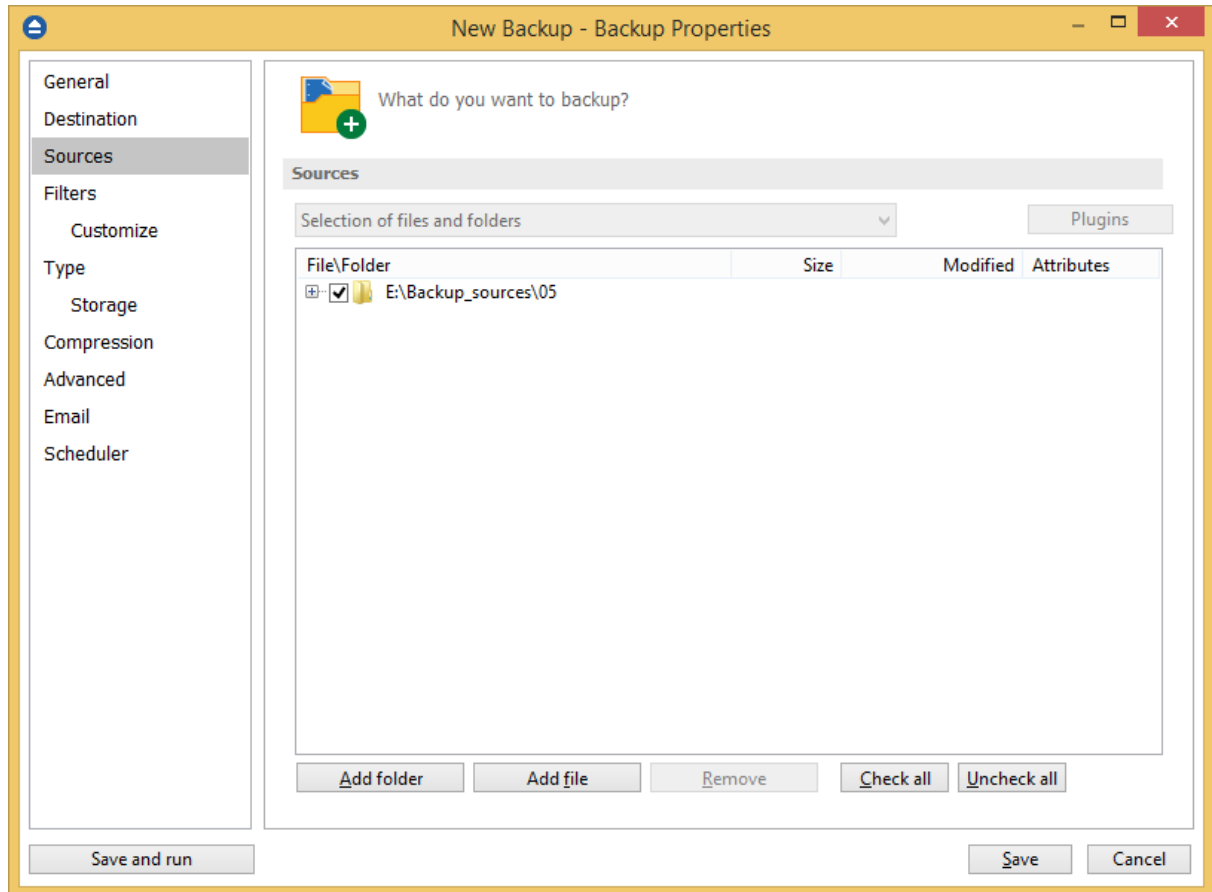 New Backup - Backup Properties
General
Destination
Sources
Filters
Customize
Type
Storage
Compression
Advanced
Email
Scheduler
What do you want to backup?
Sources
Selection of files and folders
Plugins
File\Folder Size Modified Attributes
E:\Backup_sources\05
Add folder Add file Remove Check all Uncheck all
Save and run Save Cancel